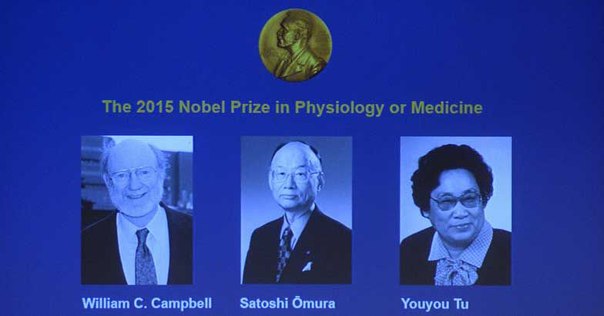 The 2015 Nobel Prize in Physiology or Medicine
William C. Campbell
Satoshi Ōmura
Youyou Tu